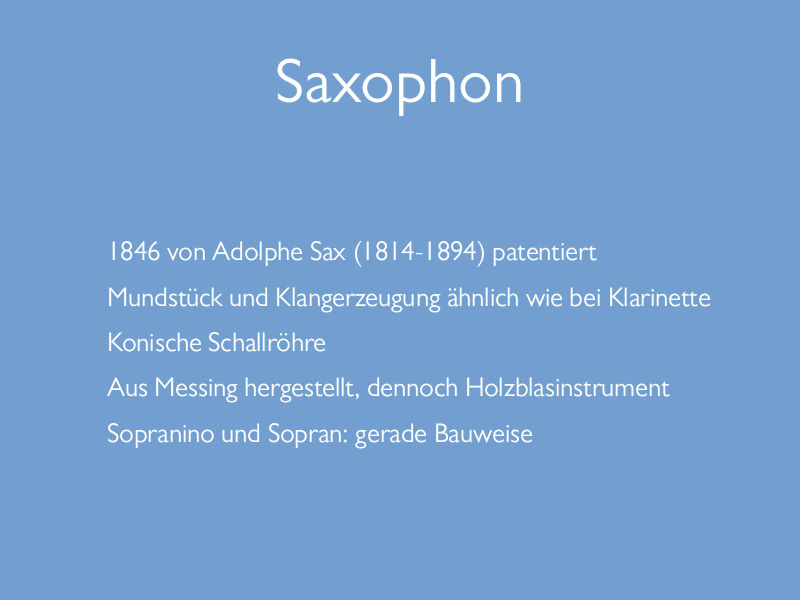 Saxophon
1846 von Adolphe Sax (1814-1894) patentiert
Mundstück und Klangerzeugung ähnlich wie bei Klarinette
Konische Schallröhre
Aus Messing hergestellt, dennoch Holzblasinstrument
Sopranino und Sopran: gerade Bauweise